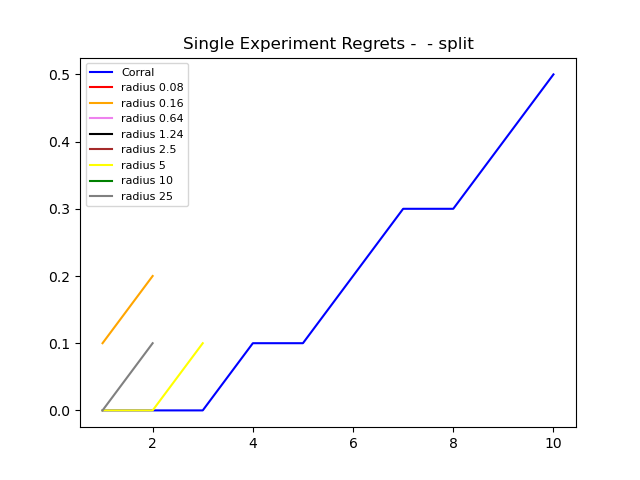 Single Experiment Regrets -  - split
Corral
radius 0.08
radius 0.16
radius 0.64
radius 1.24
radius 2.5
radius 5
radius 10
radius 25
0.5
0.4
0.3
0.2
0.1
0.0
2 4 6 8 10